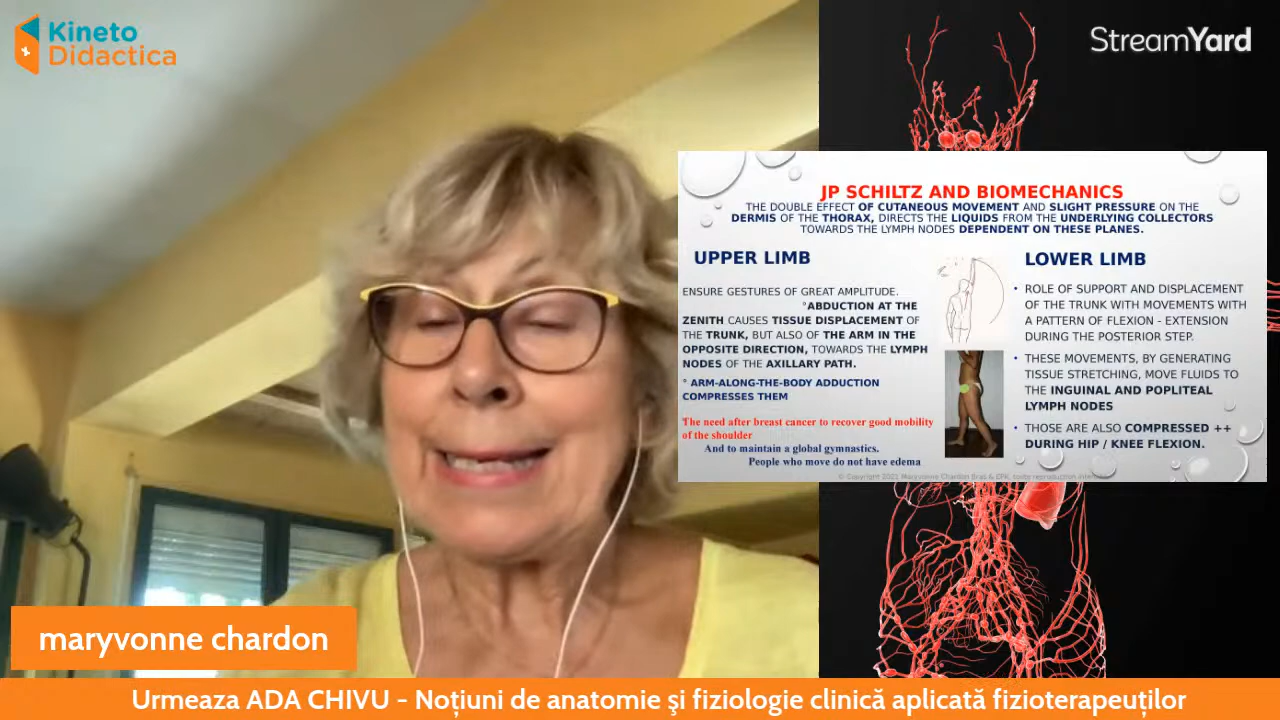 Kineto
Didactica
StreamYard
JP SCHILTZ AND BIOMECHANICS
THE DOUBLE EFFECT OF CUTANEOUS MOVEMENT AND SLIGHT PRESSURE ON THE
DERMIS OF THE THORAX, DIRECTS THE LIQUIDS FROM THE UNDERLYING COLLECTORS
TOWARDS THE LYMPH NODES DEPENDENT ON THESE PLANES.
UPPER LIMB
ENSURE GESTURES OF GREAT AMPLITUDE.
°ABDUCTION AT THE
ZENITH CAUSES TISSUE DISPLACEMENT OF
THE TRUNK, BUT ALSO OF THE ARM IN THE
OPPOSITE DIRECTION, TOWARDS THE LYMPH
NODES OF THE AXILLARY PATH.
° ARM-ALONG-THE-BODY ADDUCTION
COMPRESSES THEM
The need after breast cancer to recover good mobility
of the shoulder
And to maintain a global gymnastics.
People who move do not have edema
LOWER LIMB
• ROLE OF SUPPORT AND DISPLACEMENT
OF THE TRUNK WITH MOVEMENTS WITH
A PATTERN OF FLEXION - EXTENSION
DURING THE POSTERIOR STEP.
• THESE MOVEMENTS, BY GENERATING
TISSUE STRETCHING, MOVE FLUIDS TO
THE INGUINAL AND POPLITEAL
LYMPH NODES
• THOSE ARE ALSO COMPRESSED ++
DURING HIP / KNEE FLEXION.
© Copyright 2021 Maryvonne Chardon Bras & DPK, toute reproduction
maryvonne chardon
Urmeaza ADA CHIVU - Noțiuni de anatomie şi fiziologie clinică aplicată fizioterapeuților